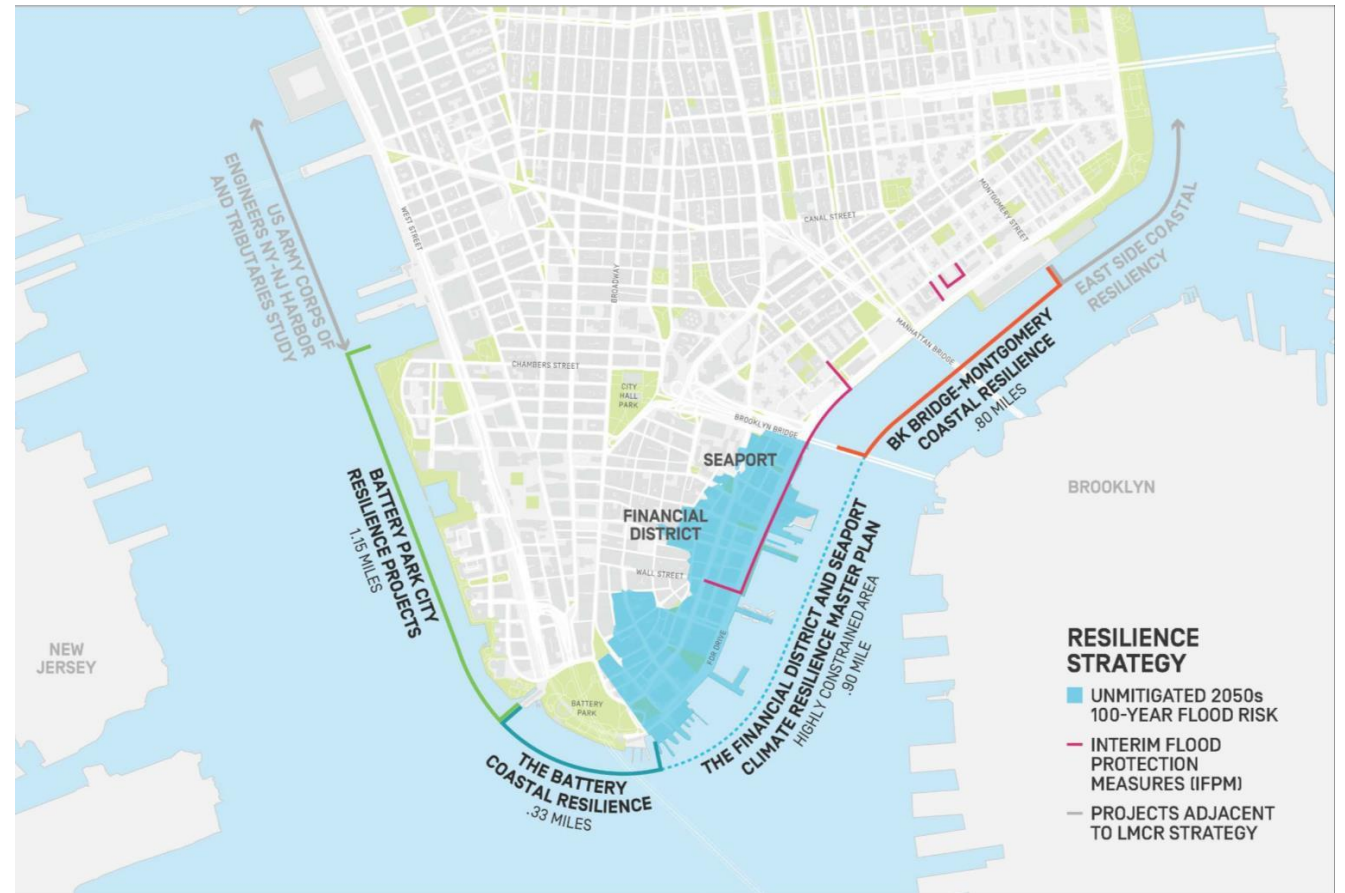 US ARMY CORPS OF
ENGINEERS NY-NJ HARBOR
AND TRIBUTARIES STUDY
WEST STREET
BROADWAY
CANAL STREET
MONTGOMERY STREET
EAST SIDE COASTAL
RESILIENCY
MANHATTAN BRIDGE
CHAMBERS STREET
CITY
HALL
PARK
BROOKLYN BRIDGE
BK BRIDGE-MONTGOMERY
COASTAL RESILIENCE
.80 MILES
SEAPORT
BROOKLYN
FINANCIAL
DISTRICT
WALL STREET
BATTERY PARK CITY
RESILIENCE PROJECTS
1.15 MILES
THE FINANCIAL DISTRICT AND SEAPORT
CLIMATE RESILIENCE MASTER PLAN
HIGHLY CONSTRAINED AREA
.90 MILE
FDR DRIVE
NEW
JERSEY
BATTERY
PARK
THE BATTERY
COASTAL RESILIENCE
.33 MILES
RESILIENCE
STRATEGY
UNMITIGATED 2050s
100-YEAR FLOOD RISK
INTERIM FLOOD
PROTECTION
MEASURES (IFPM)
PROJECTS ADJACENT
TO LMCR STRATEGY